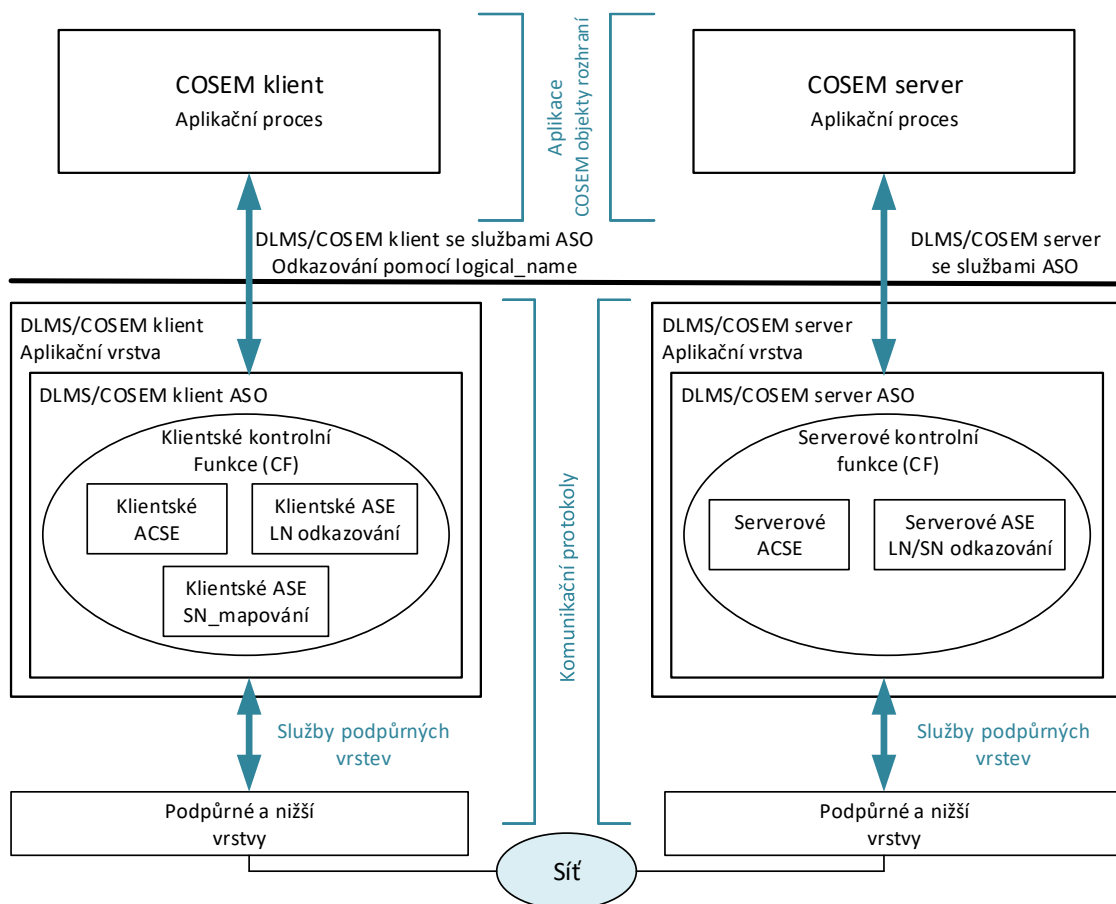 COSEM klient
Aplikační proces
Aplikace
COSEM objekty rozhraní
COSEM server
Aplikační proces
DLMS/COSEM klient se službami ASO
Odkazování pomocí logical_name
DLMS/COSEM server
se službami ASO
DLMS/COSEM klient
Aplikační vrstva
DLMS/COSEM klient ASO
Klientské kontrolní
Funkce (CF)
Klientské
ACSE
Klientské ASE
LN odkazování
Klientské ASE
SN_mapování
Komunikační protokoly
DLMS/COSEM server
Aplikační vrstva
DLMS/COSEM server ASO
Serverové kontrolní
funkce (CF)
Serverové
ACSE
Serverové ASE
LN/SN odkazování
Služby podpůrných
vrstev
Služby podpůrných
vrstev
Podpůrné a nižší
vrstvy
Podpůrné a nižší
vrstvy
Síť